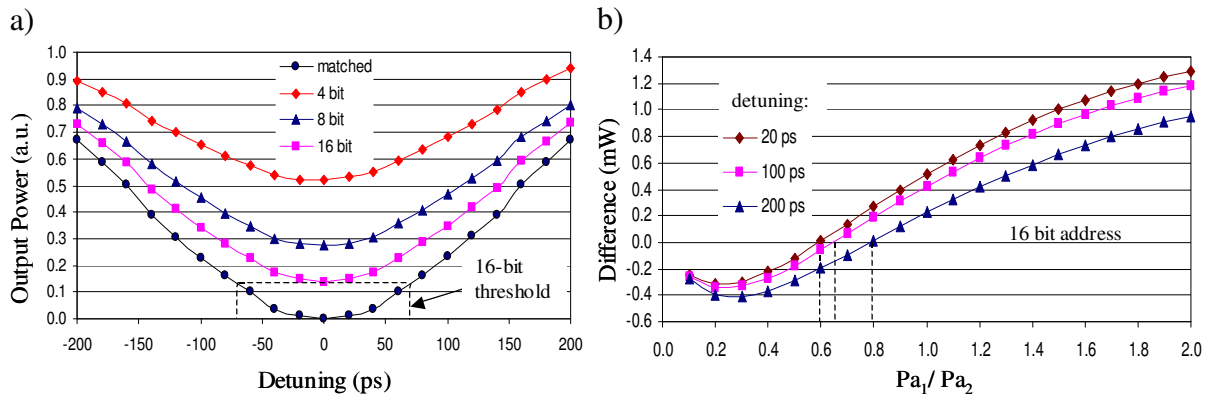 a)
1.0
0.9
0.8
0.7
0.6
0.5
0.4
0.3
0.2
0.1
0.0
Output Power (a.u.)
matched
4 bit
8 bit
16 bit
16-bit
threshold
-200 -150 -100 -50 0 50 100 150 200
Detuning (ps)
b)
1.4
1.2
1.0
0.8
0.6
0.4
0.2
0.0
-0.2
-0.4
-0.6
Difference (mW)
detuning:
20 ps
100 ps
200 ps
16 bit address
0.0 0.2 0.4 0.6 0.8 1.0 1.2 1.4 1.6 1.8 2.0
Pa₁/ Pa₂